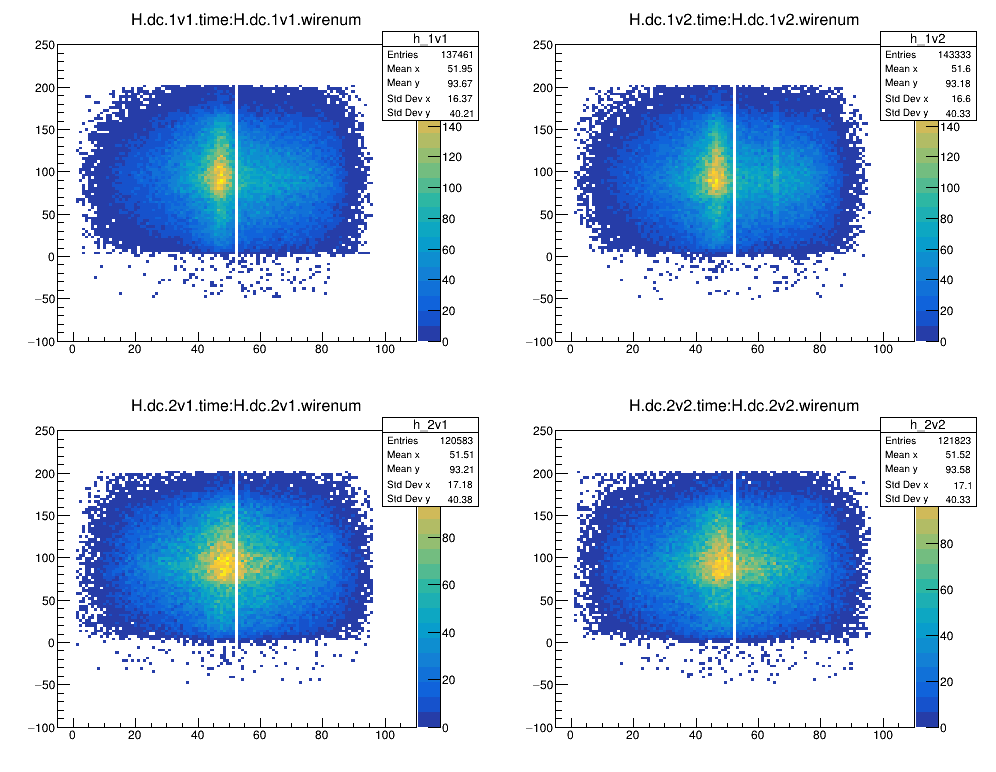 H.dc.1v1.time:H.dc.1v1.wirenum
h_1v1
Entries 137461
Mean x 51.95
Mean y 93.67
Std Dev x 16.37
Std Dev y 40.21
250
200
150
100
50
0
−50
−100
0 20 40 60 80 100
140
120
100
80
60
40
20
0
H.dc.1v2.time:H.dc.1v2.wirenum
h_1v2
Entries 143333
Mean x 51.6
Mean y 93.18
Std Dev x 16.6
Std Dev y 40.33
250
200
150
100
50
0
−50
−100
0 20 40 60 80 100
140
120
100
80
60
40
20
0
H.dc.2v1.time:H.dc.2v1.wirenum
h_2v1
Entries 120583
Mean x 51.51
Mean y 93.21
Std Dev x 17.18
Std Dev y 40.38
250
200
150
100
50
0
−50
−100
0 20 40 60 80 100
80
60
40
20
0
H.dc.2v2.time:H.dc.2v2.wirenum
h_2v2
Entries 121823
Mean x 51.52
Mean y 93.58
Std Dev x 17.1
Std Dev y 40.33
250
200
150
100
50
0
−50
−100
0 20 40 60 80 100
80
60
40
20
0